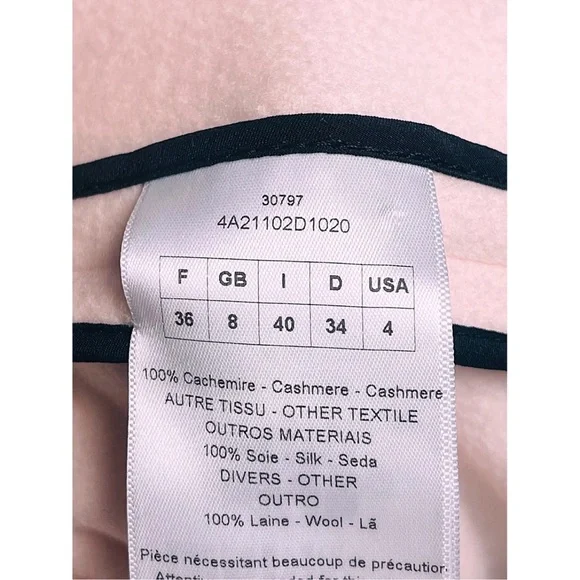 30797
4A21102D1020
F GB I D USA
36 8 40 34 4
100% Cachemire - Cashmere - Cashmere
AUTRE TISSU - OTHER TEXTILE
OUTROS MATERIAIS
100% Soie - Silk - Seda
DIVERS - OTHER
OUTRO
100% Laine - Wool - Lã
Pièce nécessitant beaucoup de précaution